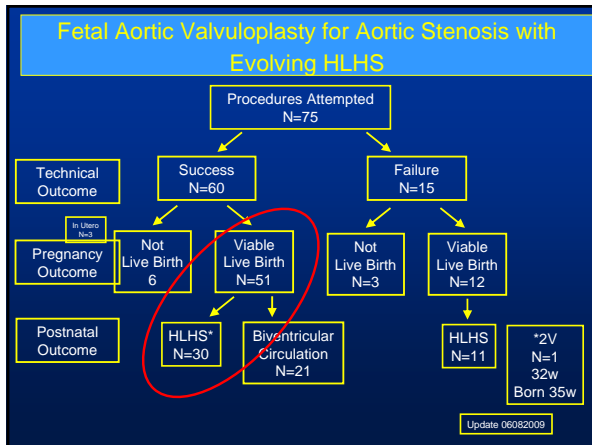 Fetal Aortic Valvuloplasty for Aortic Stenosis with
Evolving HLHS
Procedures Attempted
N=75
Technical
Outcome
Success
N=60
Failure
N=15
In Utero
N=3
Pregnancy
Outcome
Not
Live Birth
6
Viable
Live Birth
N=51
Not
Live Birth
N=3
Viable
Live Birth
N=12
Postnatal
Outcome
HLHS*
N=30
Biventricular
Circulation
N=21
HLHS
N=11
*2V
N=1
32w
Born 35w
Update 06082009